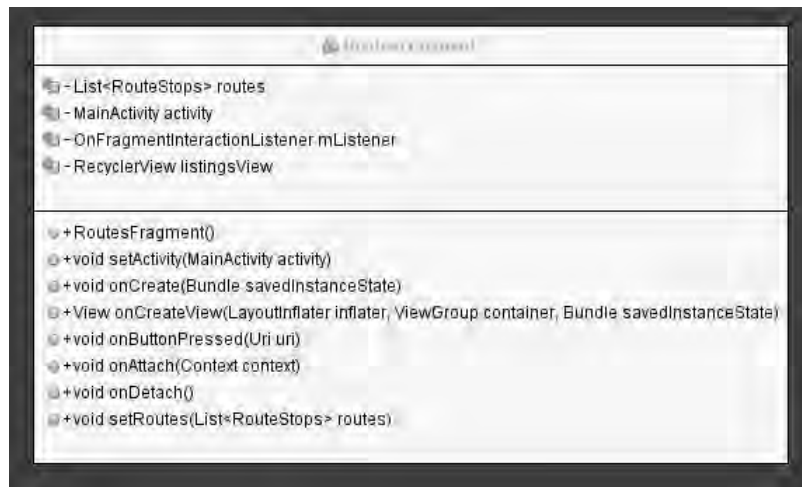 - List<RouteStops> routes
- MainActivity activity
- OnFragmentInteractionListener mListener
- RecyclerView listingsView
+RoutesFragment()
+void setActivity(MainActivity activity)
+void onCreate(Bundle savedInstanceState)
+View onCreateView(LayoutInflater inflater, ViewGroup container, Bundle savedInstanceState)
+void onButtonPressed(Uri uri)
+void onAttach(Context context)
+void onDetach()
+void setRoutes(List<RouteStops> routes)